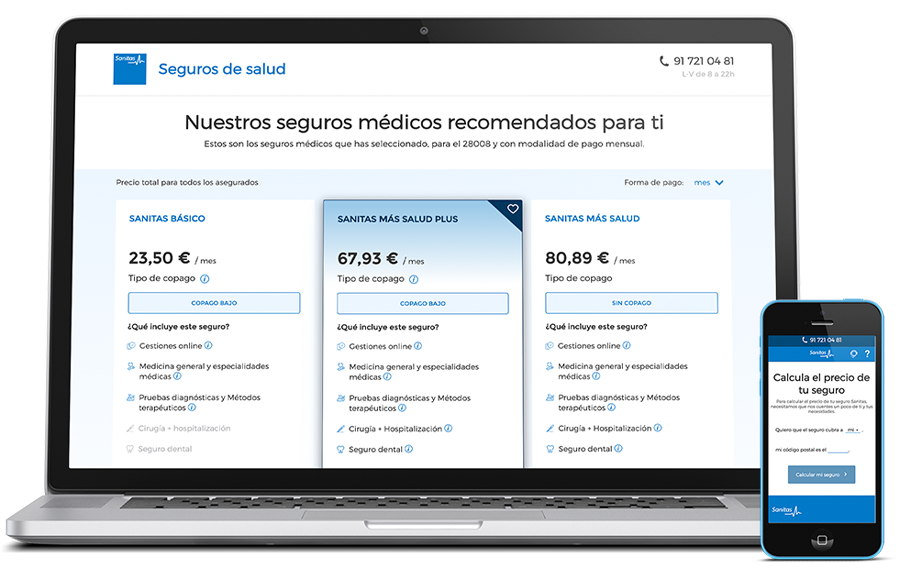 Sanitas
Seguros de salud
91 721 04 81
L-V de 8 a 22h
Nuestros seguros médicos recomendados para ti
Estos son los seguros médicos que has seleccionado, para el 28008 y con modalidad de pago mensual.
Precio total para todos los asegurados
Forma de pago: mes
SANITAS BÁSICO
23,50 € / mes
Tipo de copago
COPAGO BAJO
¿Qué incluye este seguro?
Gestiones online
Medicina general y especialidades
médicas
Pruebas diagnósticas y Métodos
terapéuticos
Cirugía + hospitalización
Seguro dental
SANITAS MÁS SALUD PLUS
67,93 € / mes
Tipo de copago
COPAGO BAJO
¿Qué incluye este seguro?
Gestiones online
Medicina general y especialidades
médicas
Pruebas diagnósticas y Métodos
terapéuticos
Cirugía + Hospitalización
Seguro dental
SANITAS MÁS SALUD
80,89 € / mes
Tipo de copago
SIN COPAGO
¿Qué incluye este seguro?
Gestiones online
Medicina general y especialidades
médicas
Pruebas diagnósticas y Métodos
terapéuticos
Cirugía + Hospitalización
Seguro dental
91 721 04 81
Sanitas
?
Calcula el precio de
tu seguro
Para calcular el precio de tu seguro Sanitas,
necesitamos que nos cuentes un poco de ti y tus
necesidades.
Quiero que el seguro cubra a mi
mi código postal es el
Calcular mi seguro
Sanitas